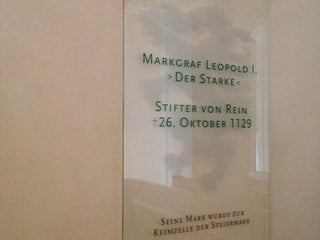 Markgraf Leopold I.
>Der Starke<
Stifter von Rein
†26. Oktober 1129
Seine Mark wurde zur
Keimzelle der Steiermark